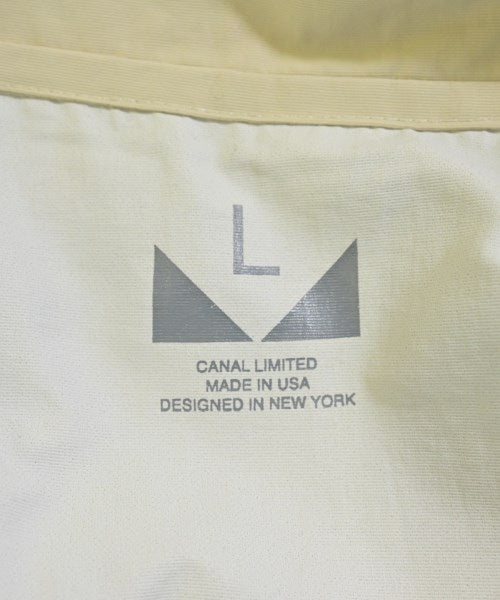 L
CANAL LIMITED
MADE IN USA
DESIGNED IN NEW YORK